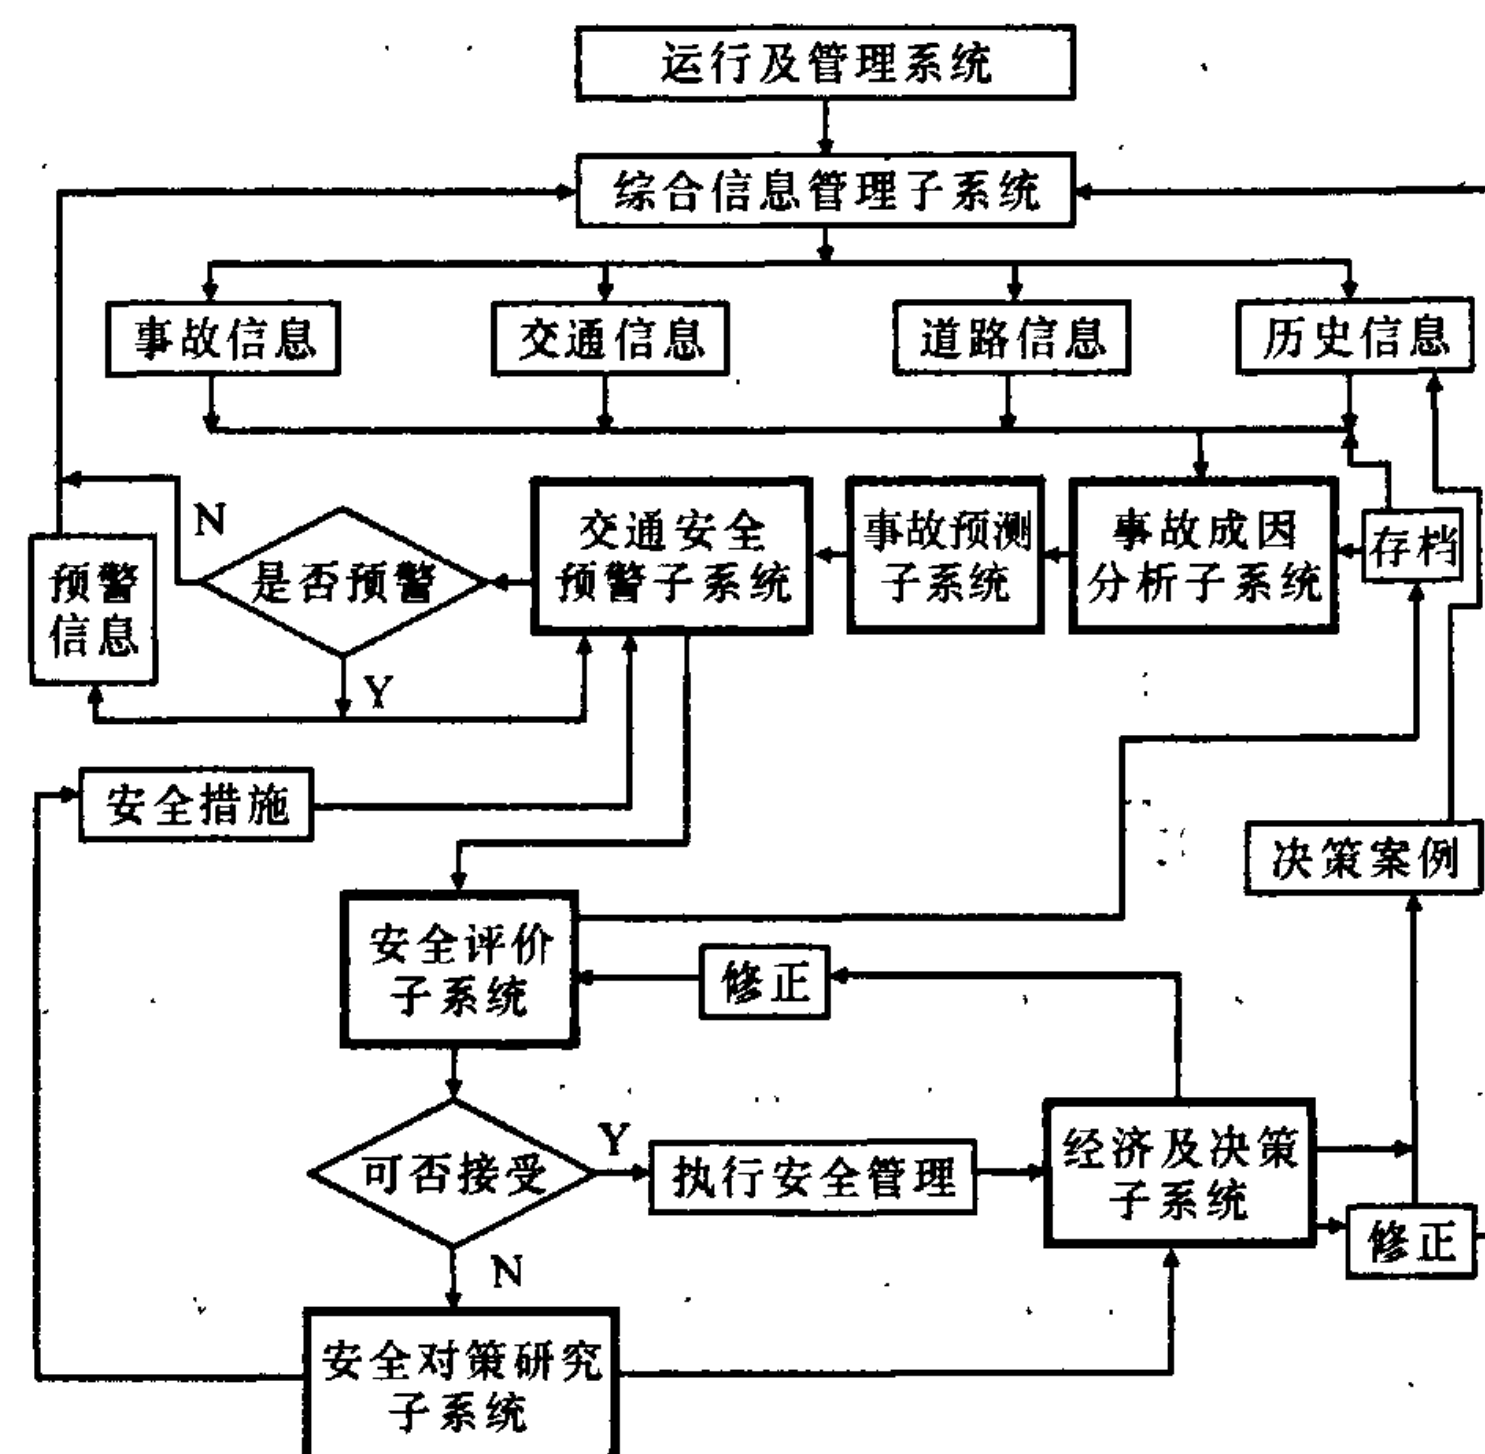 运行及管理系统
综合信息管理子系统
事故信息
交通信息
道路信息
历史信息
N
交通安全
预警子系统
事故预测
子系统
事故成因
分析子系统
存档
预警
信息
是否预警
Y
安全措施
决策案例
安全评价
子系统
修正
可否接受
Y
执行安全管理
经济及决策
子系统
修正
N
安全对策研究
子系统